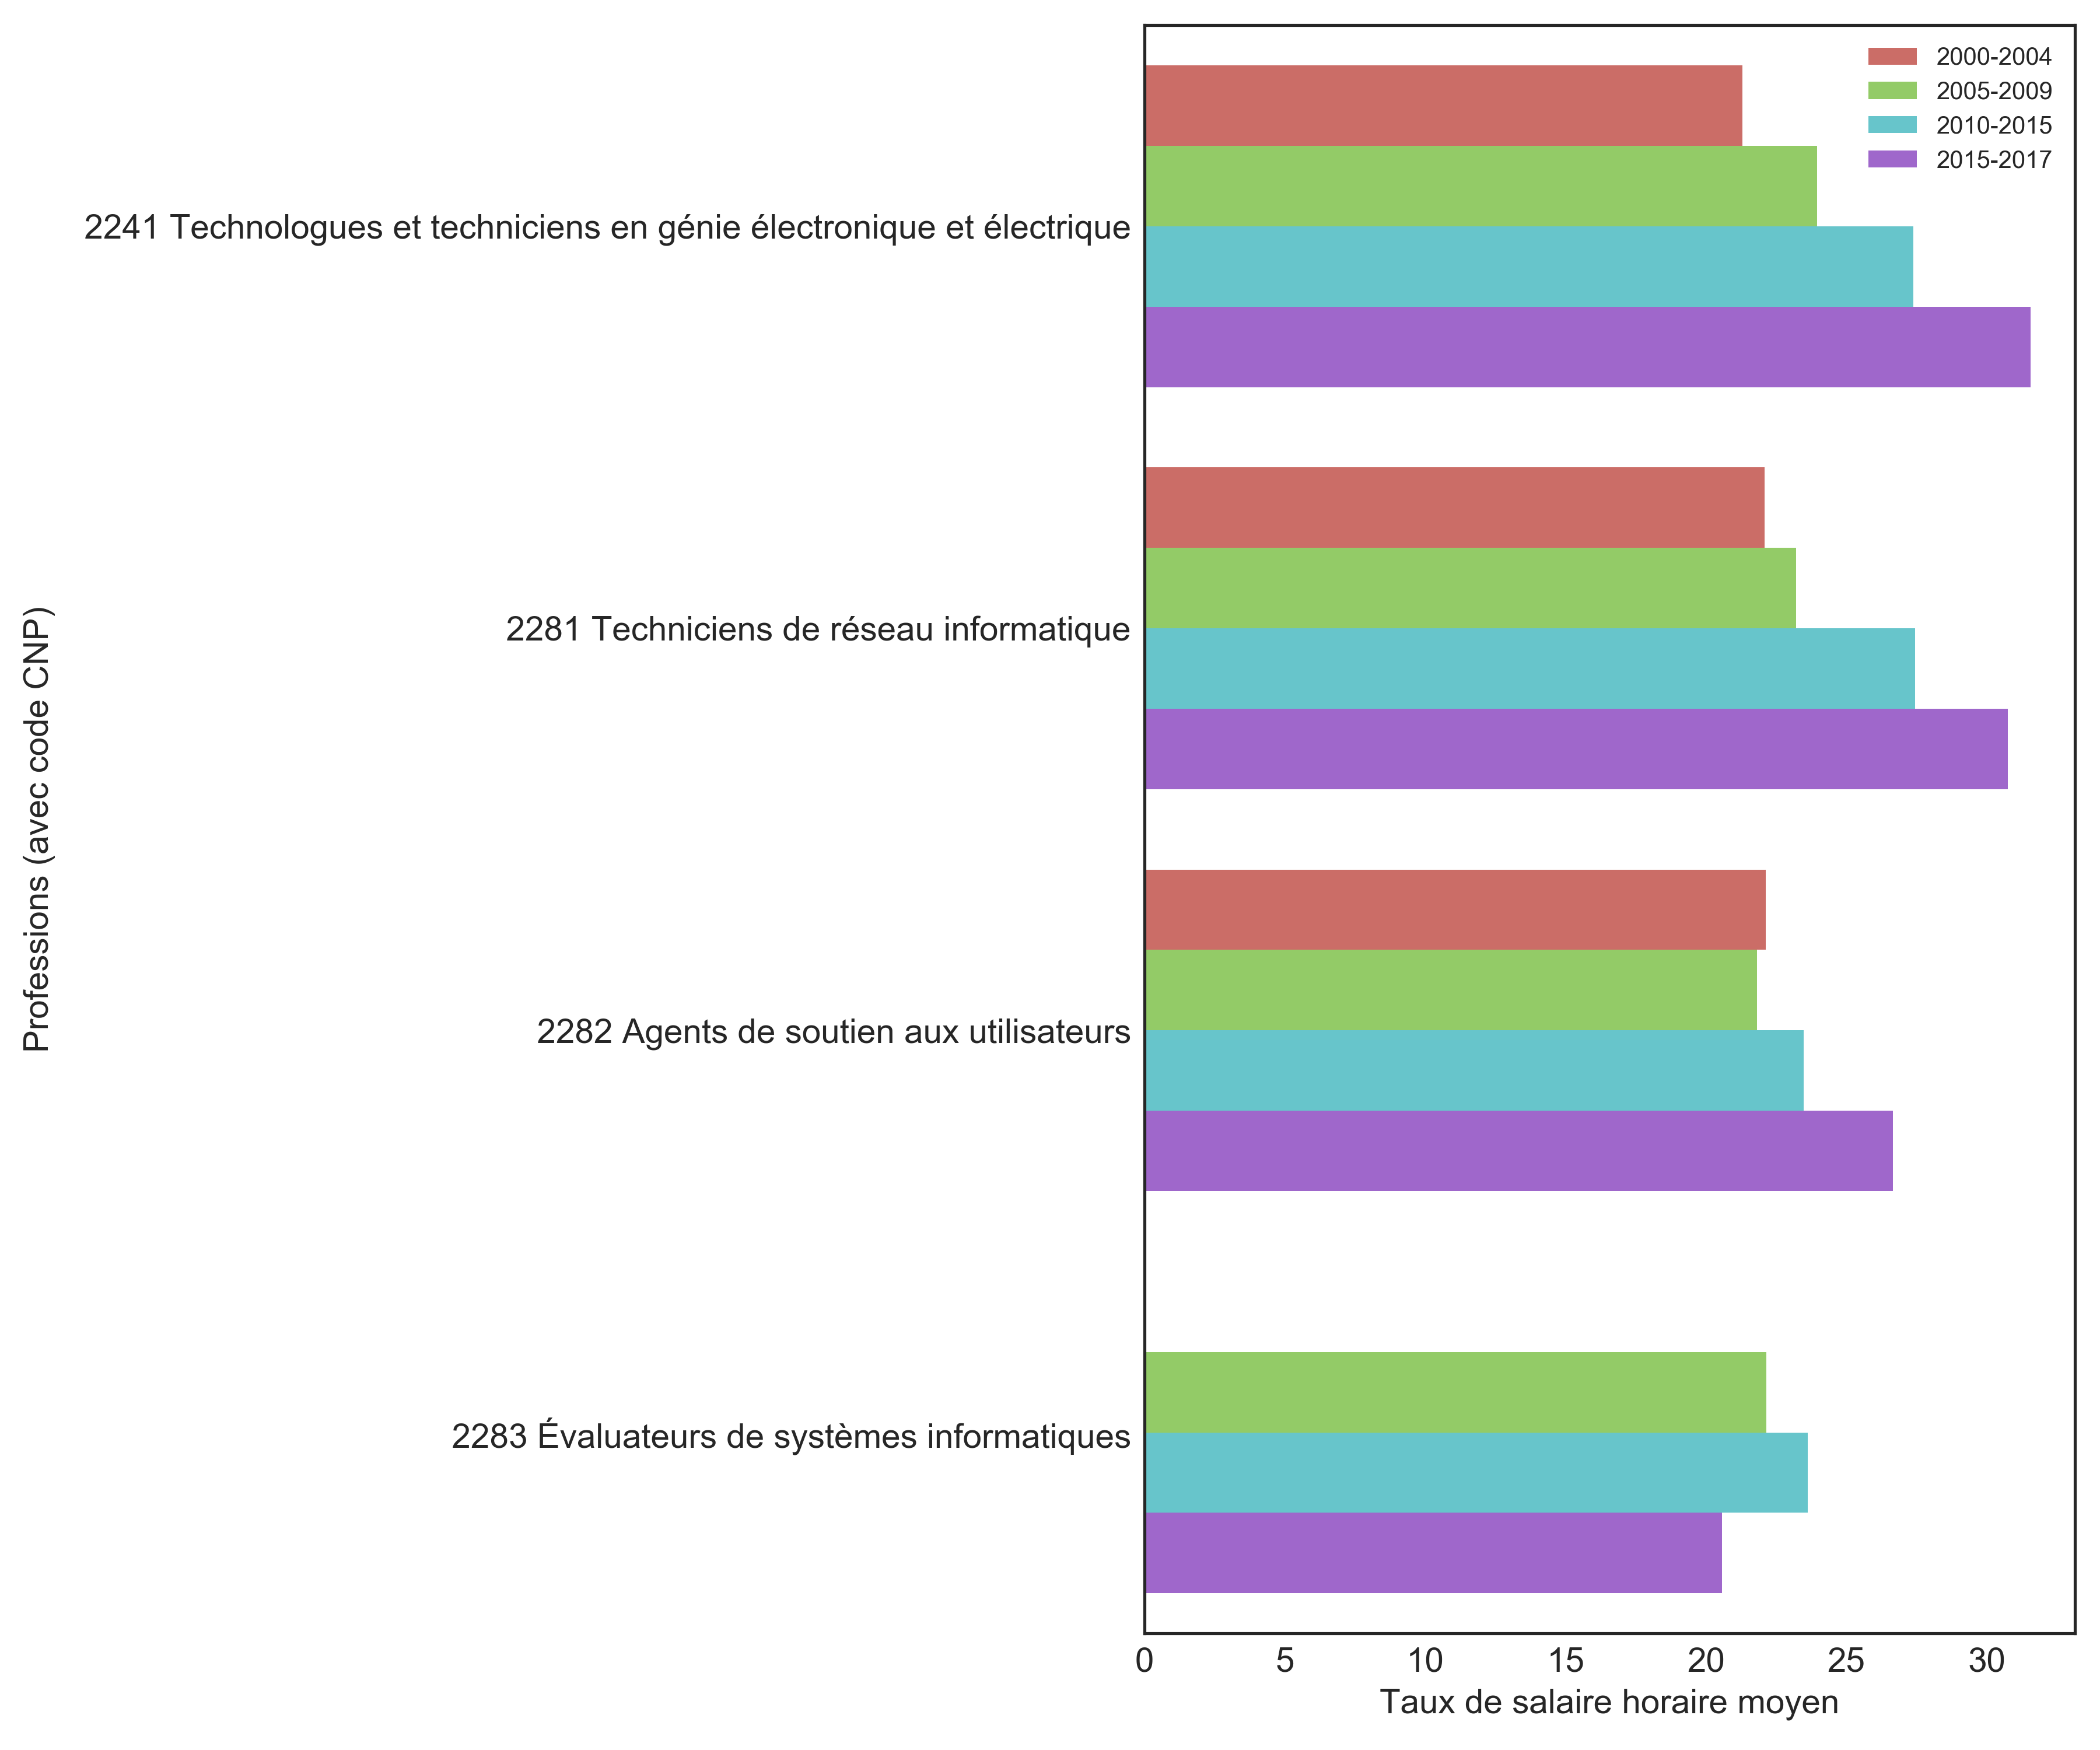 2000-2004
2005-2009
2010-2015
2015-2017
2241 Technologues et techniciens en génie électronique et électrique
2281 Techniciens de réseau informatique
2282 Agents de soutien aux utilisateurs
2283 Évaluateurs de systèmes informatiques
Professions (avec code CNP)
0 5 10 15 20 25 30
Taux de salaire horaire moyen